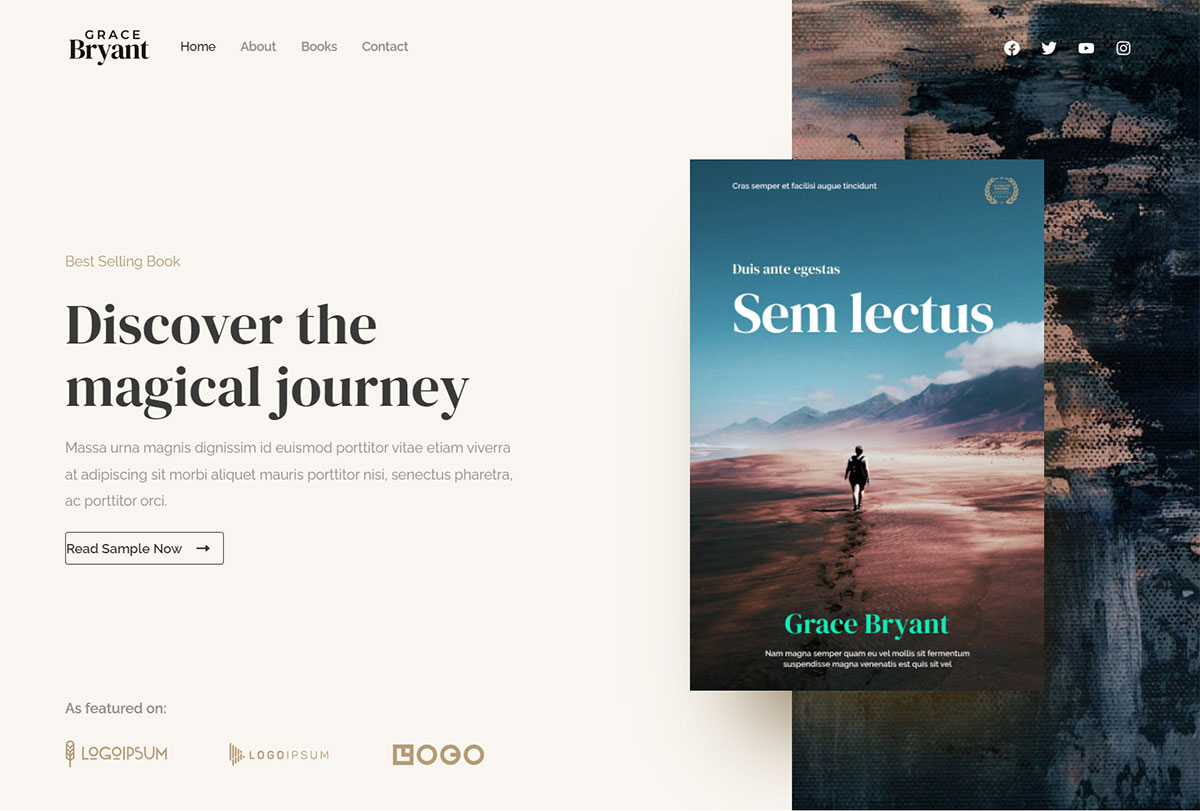 GRACE
Bryant
Home
About
Books
Contact
Best Selling Book
Discover the
magical journey
Massa urna magnis dignissim id euismod porttitor vitae etiam viverra
at adipiscing sit morbi aliquet mauris porttitor nisi, senectus pharetra,
ac porttitor orci.
Read Sample Now
As featured on:
LOGOIPSUM
LOGOIPSUM
LOGO
Cras semper et facilisi augue tincidunt
Duis ante egestas
Sem lectus
Grace Bryant
Nam magna semper quam eu vel mollis sit fermentum
suspendisse magna venenatis est quis sit vel